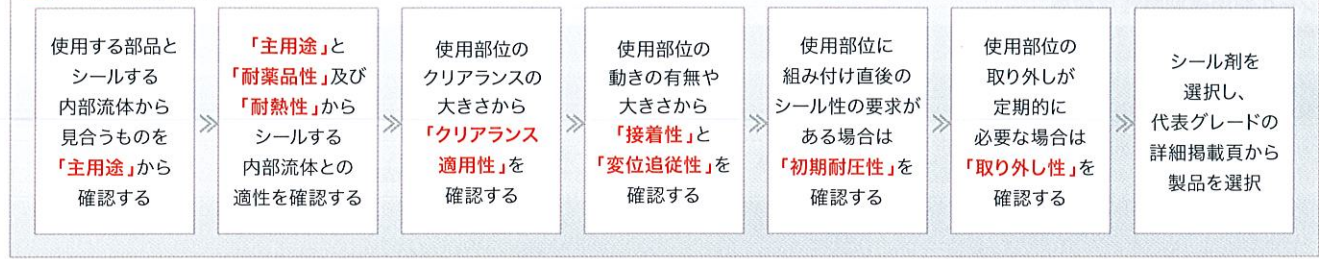 使用する部品と
シールする
内部流体から
見合うものを
「主用途」から
確認する
「主用途」と
「耐薬品性」及び
「耐熱性」から
シールする
内部流体との
適性を確認する
使用部位の
クリアランスの
大きさから
「クリアランス
適用性」を
確認する
使用部位の
動きの有無や
大きさから
「接着性」と
「変位追従性」を
確認する
使用部位に
組み付け直後の
シール性の要求が
ある場合は
「初期耐圧性」を
確認する
使用部位の
取り外しが
定期的に
必要な場合は
「取り外し性」を
確認する
シール剤を
選択し、
代表グレードの
詳細掲載頁から
製品を選択